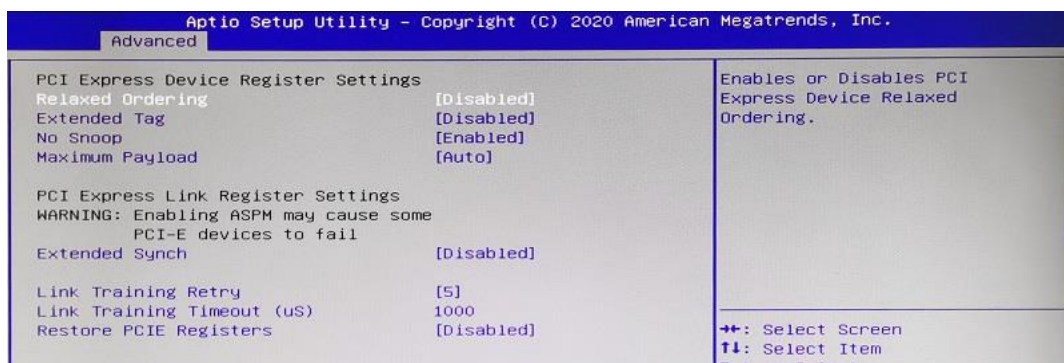 Aptio Setup Utility – Copyright (C) 2020 American Megatrends, Inc.
Advanced
PCI Express Device Register Settings
Relaxed Ordering [Disabled]
Extended Tag [Disabled]
No Snoop [Enabled]
Maximum Payload [Auto]
PCI Express Link Register Settings
WARNING: Enabling ASPM may cause some
PCI-E devices to fail
Extended Synch [Disabled]
Link Training Retry [5]
Link Training Timeout (uS) 1000
Restore PCIE Registers [Disabled]
Enables or Disables PCI
Express Device Relaxed
Ordering.
→←: Select Screen
↑↓: Select Item